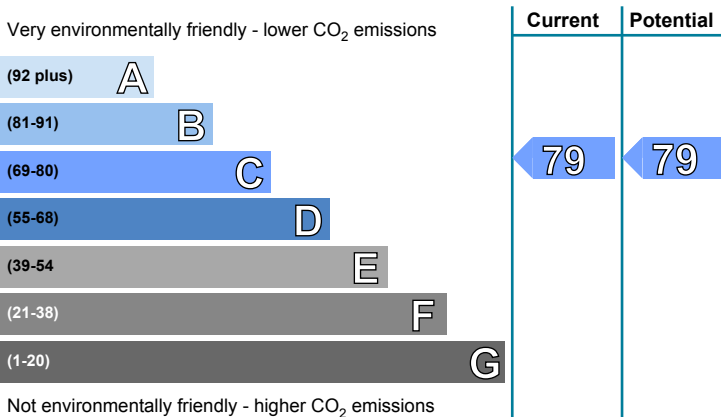 Current Potential
Very environmentally friendly - lower CO₂ emissions
(92 plus) A
(81-91) B
(69-80) C 79 79
(55-68) D
(39-54 E
(21-38) F
(1-20) G
Not environmentally friendly - higher CO₂ emissions